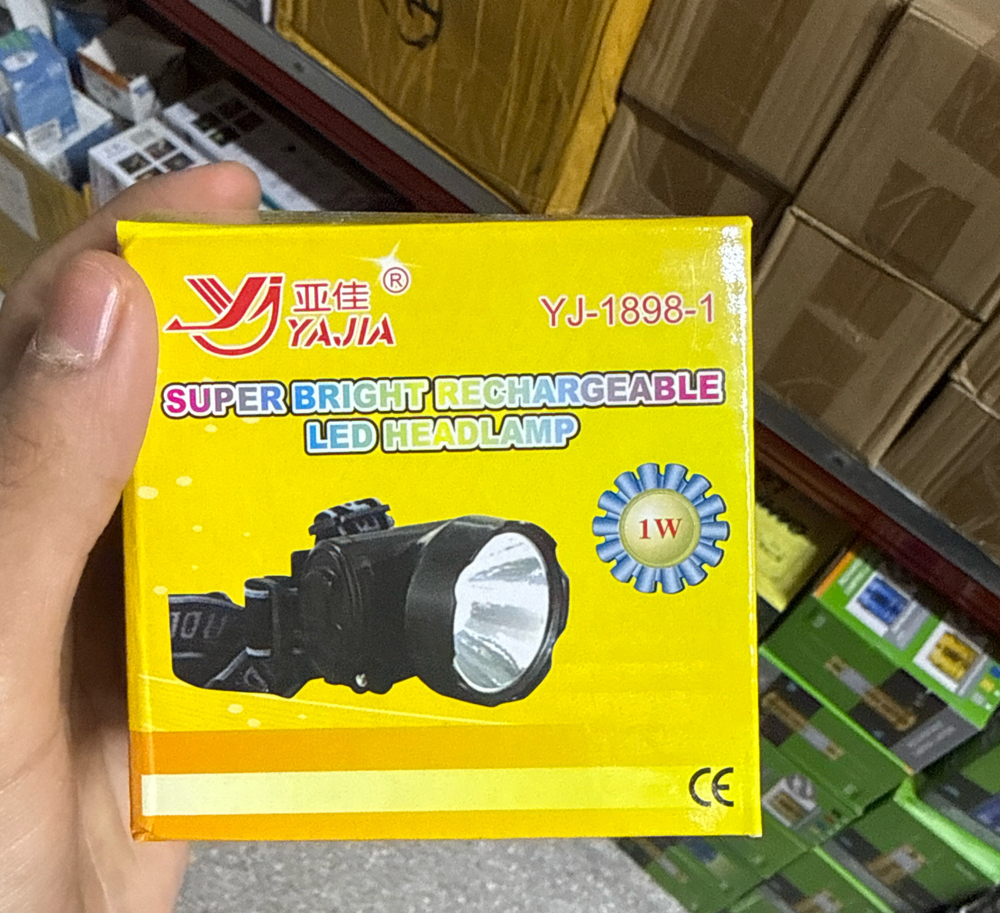 亚佳 ®
YAJIA
YJ-1898-1
SUPER BRIGHT RECHARGEABLE
LED HEADLAMP
1W
CE